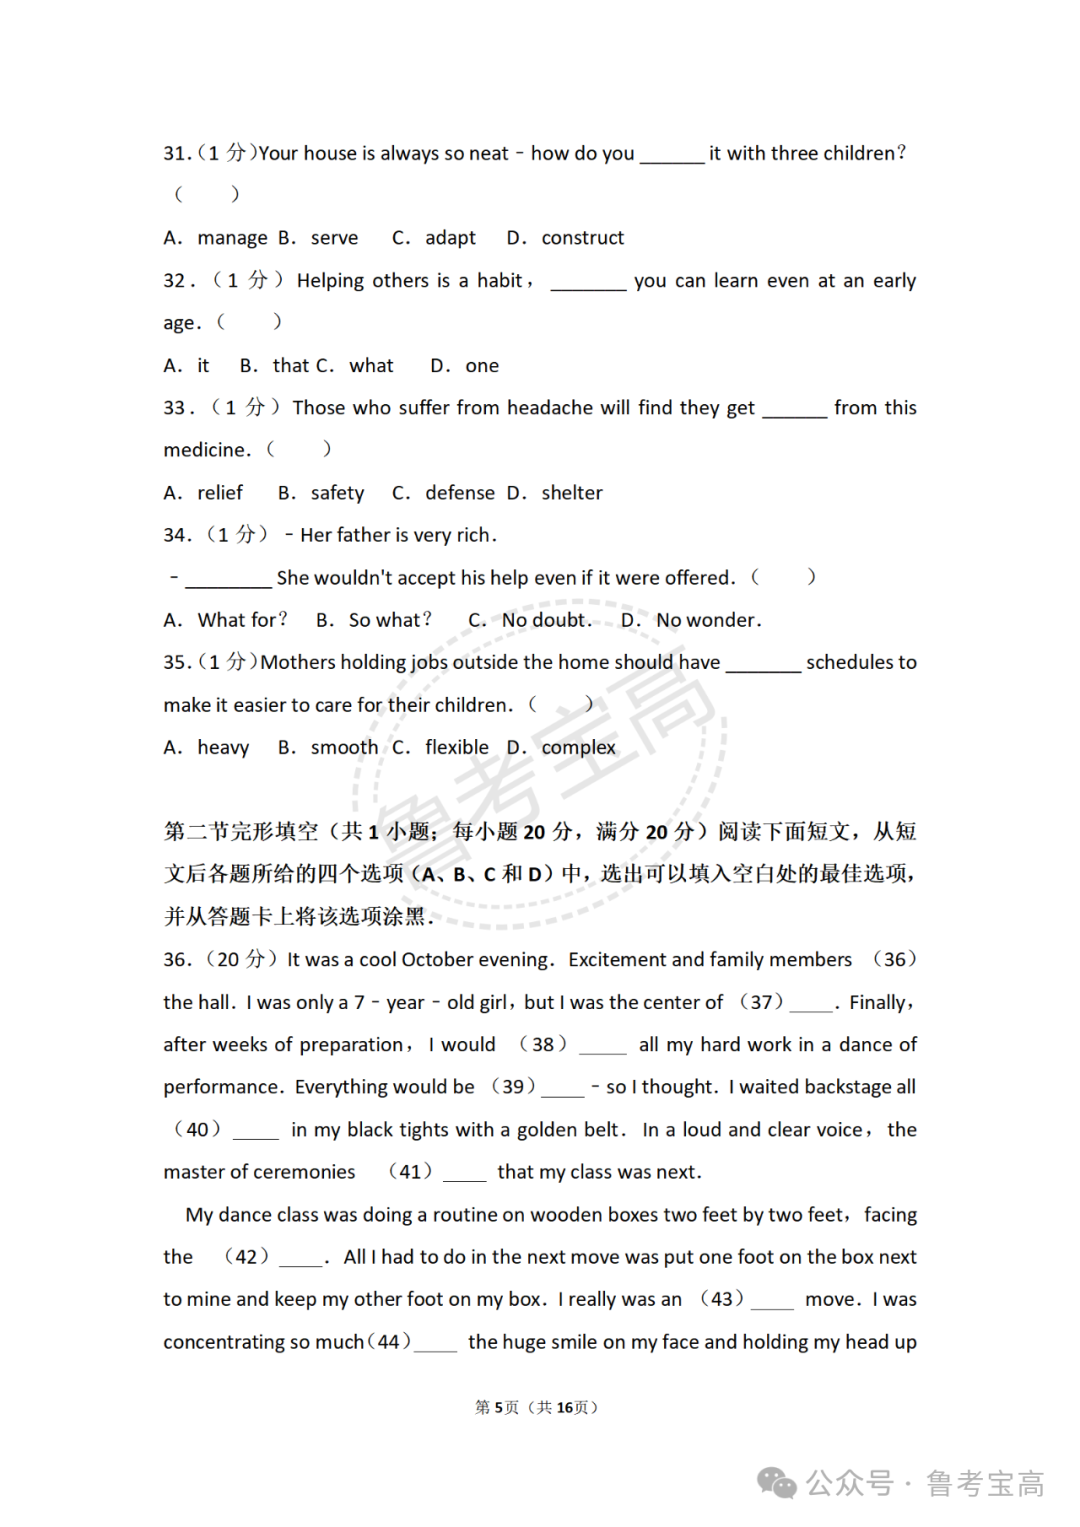 31.（1 分）Your house is always so neat﹣how do you ______ it with three children？
（　　）
A．manage B．serve C．adapt D．construct
32．（1 分）Helping others is a habit，_______ you can learn even at an early
age．（　　）
A．it B．that C．what D．one
33．（1 分）Those who suffer from headache will find they get ______ from this
medicine．（　　）
A．relief B．safety C．defense D．shelter
34．（1 分）﹣Her father is very rich．
﹣________ She wouldn't accept his help even if it were offered．（　　）
A．What for？ B．So what？ C．No doubt． D．No wonder．
35．（1 分）Mothers holding jobs outside the home should have _______ schedules to
make it easier to care for their children．（　　）
A．heavy B．smooth C．flexible D．complex
第二节完形填空（共 1 小题；每小题 20 分，满分 20 分）阅读下面短文，从短
文后各题所给的四个选项（A、B、C 和 D）中，选出可以填入空白处的最佳选项，
并从答题卡上将该选项涂黑．
36．（20 分）It was a cool October evening．Excitement and family members （36）
the hall．I was only a 7﹣year﹣old girl，but I was the center of （37）____．Finally，
after weeks of preparation，I would （38）____ all my hard work in a dance of
performance．Everything would be （39）____﹣so I thought．I waited backstage all
（40）____ in my black tights with a golden belt．In a loud and clear voice，the
master of ceremonies （41）____ that my class was next．
My dance class was doing a routine on wooden boxes two feet by two feet，facing
the （42）____．All I had to do in the next move was put one foot on the box next
to mine and keep my other foot on my box．I really was an （43）____ move．I was
concentrating so much（44）____ the huge smile on my face and holding my head up
第 5页（共 16页）
鲁考宝高
公众号·鲁考宝高